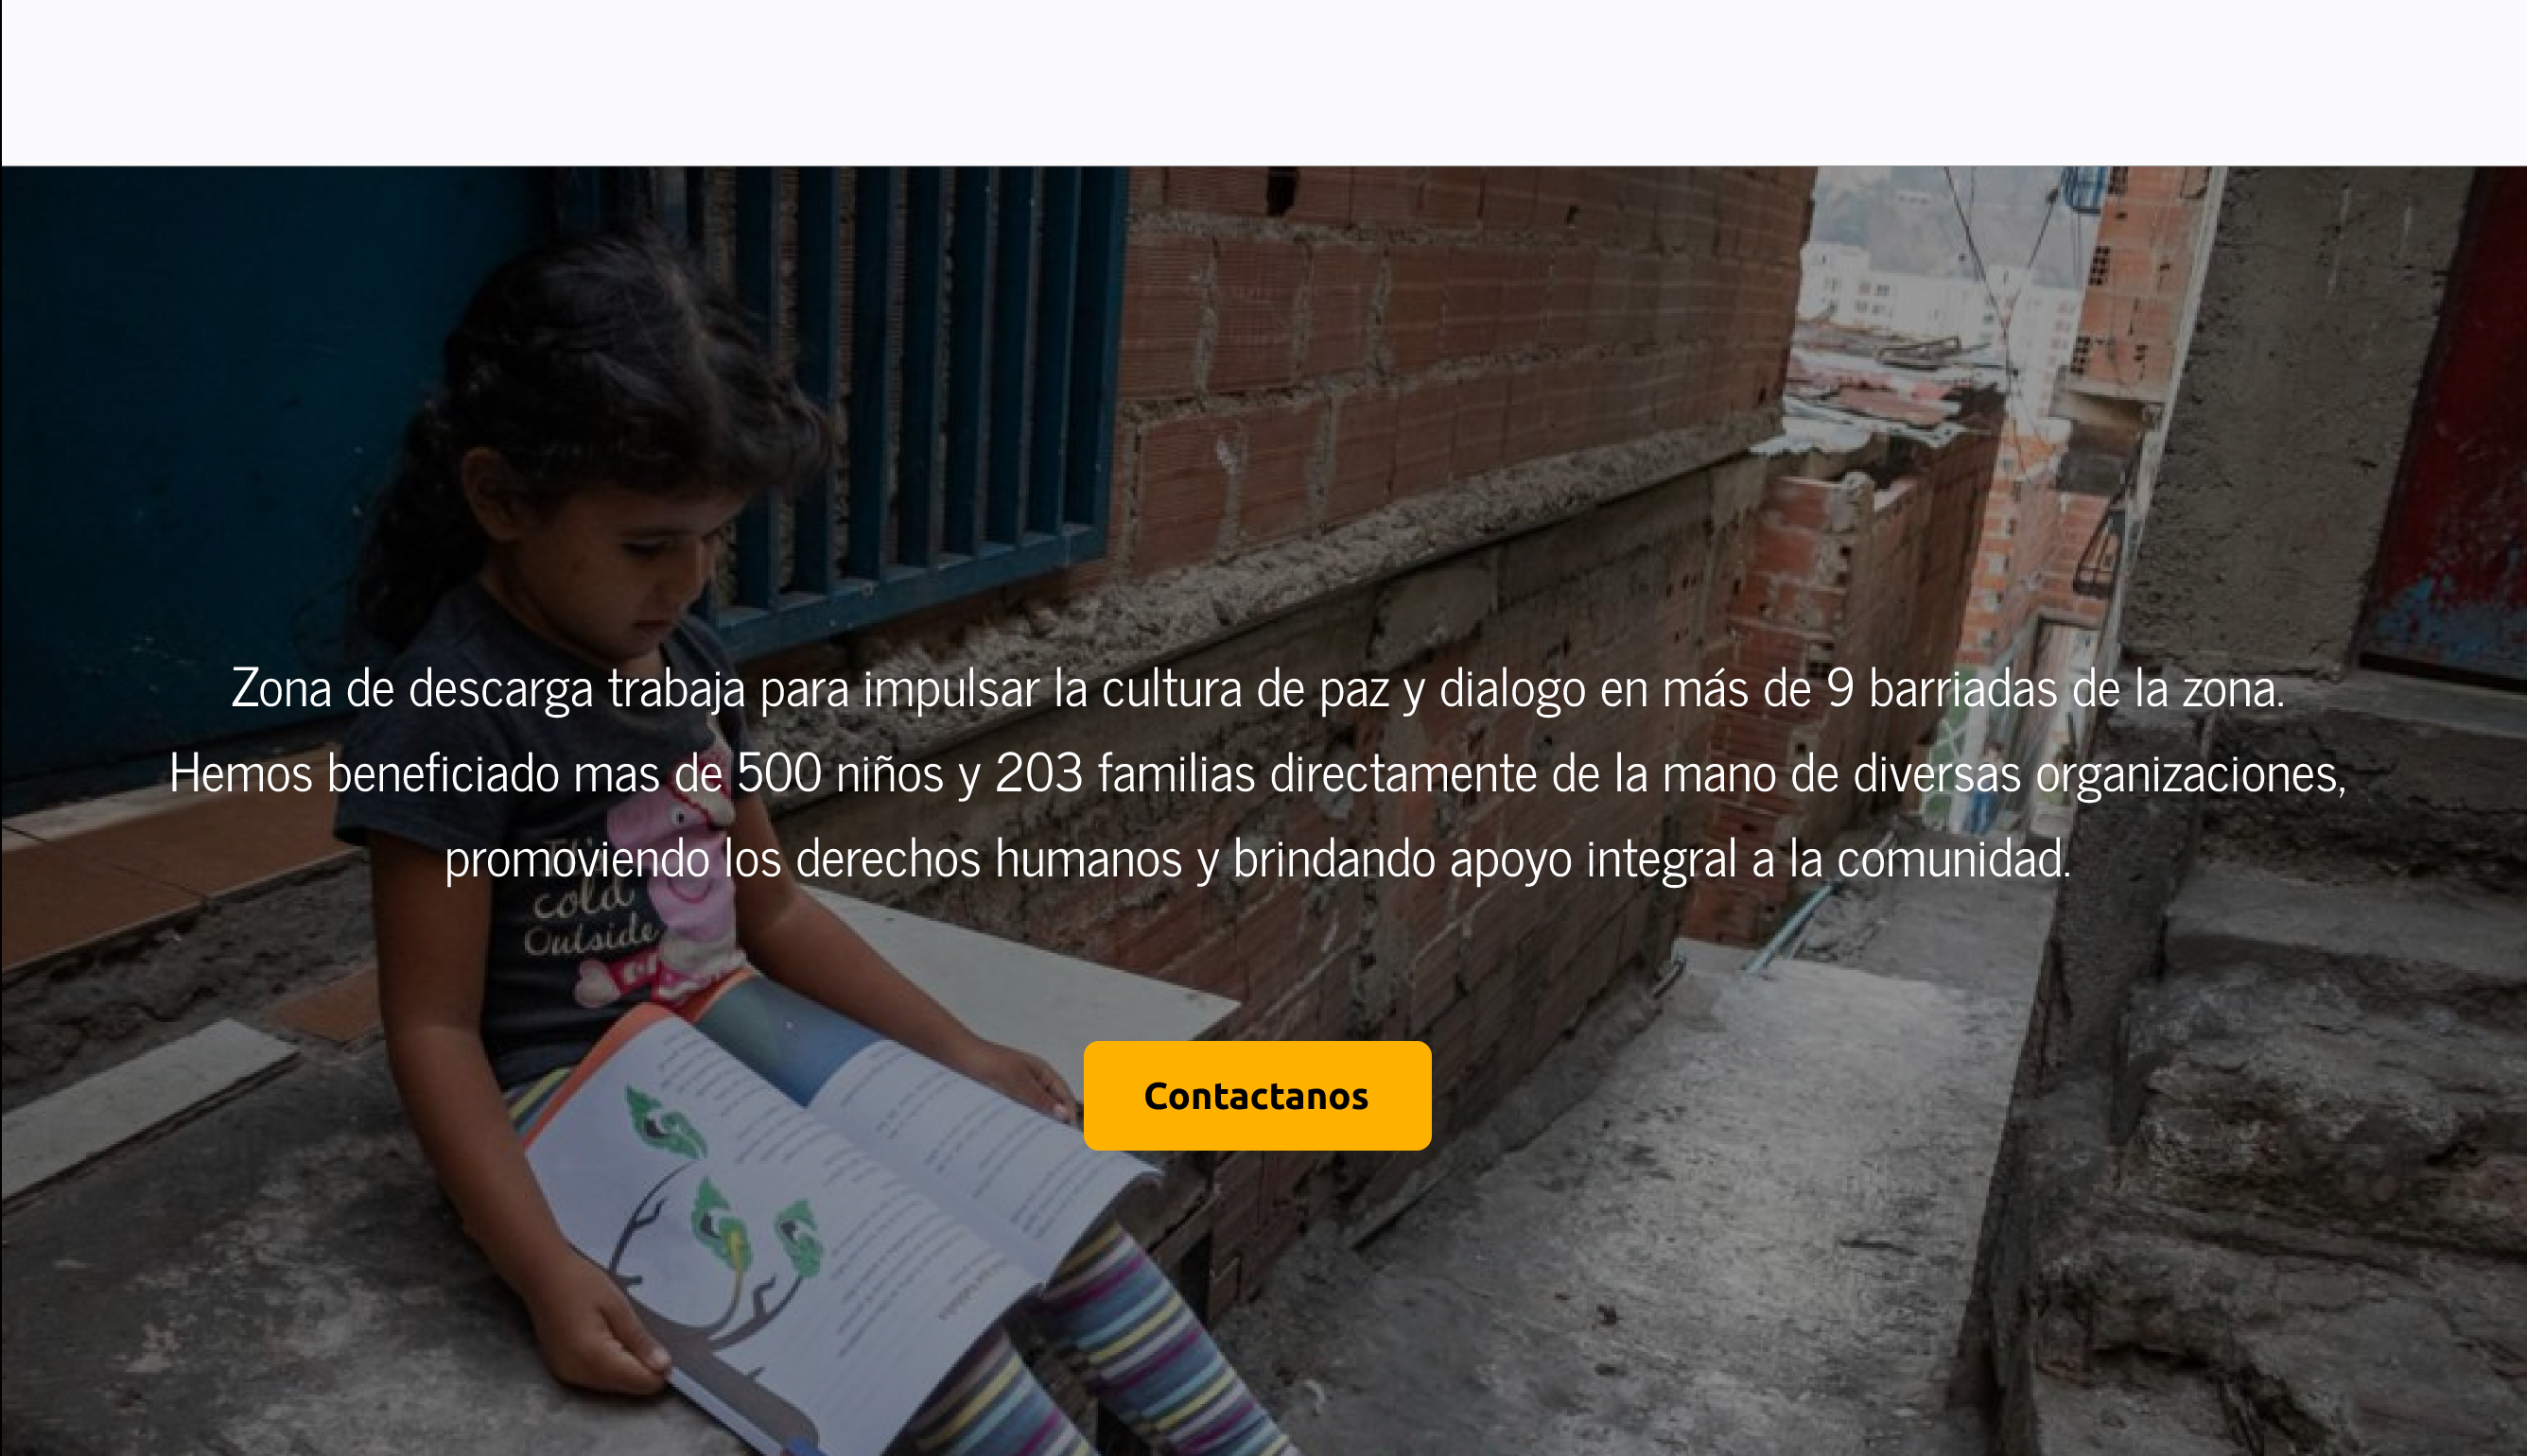 Zona de descarga trabaja para impulsar la cultura de paz y dialogo en más de 9 barriadas de la zona.
Hemos beneficiado mas de 500 niños y 203 familias directamente de la mano de diversas organizaciones,
promoviendo los derechos humanos y brindando apoyo integral a la comunidad.
cold
Outside
Contactanos